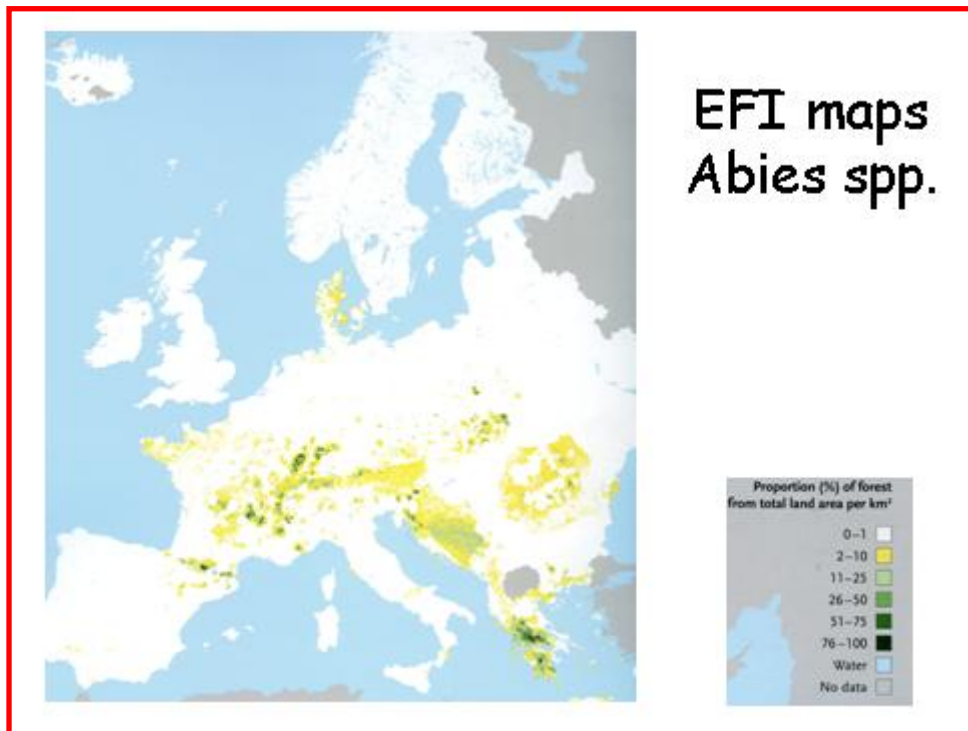 EFI maps
Abies spp.
Proportion (%) of forest
from total land area per km²
0–1
2–10
11–25
26–50
51–75
76–100
Water
No data